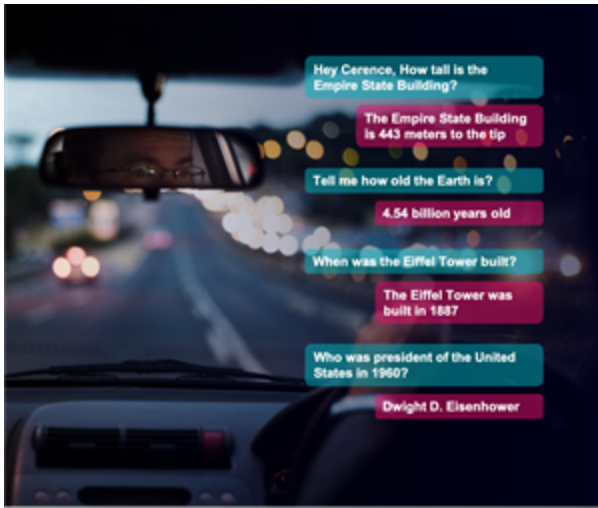 Hey Cerence, How tall is the
Empire State Building?
The Empire State Building
is 443 meters to the tip
Tell me how old the Earth is?
4.54 billion years old
When was the Eiffel Tower built?
The Eiffel Tower was
built in 1887
Who was president of the United
States in 1960?
Dwight D. Eisenhower